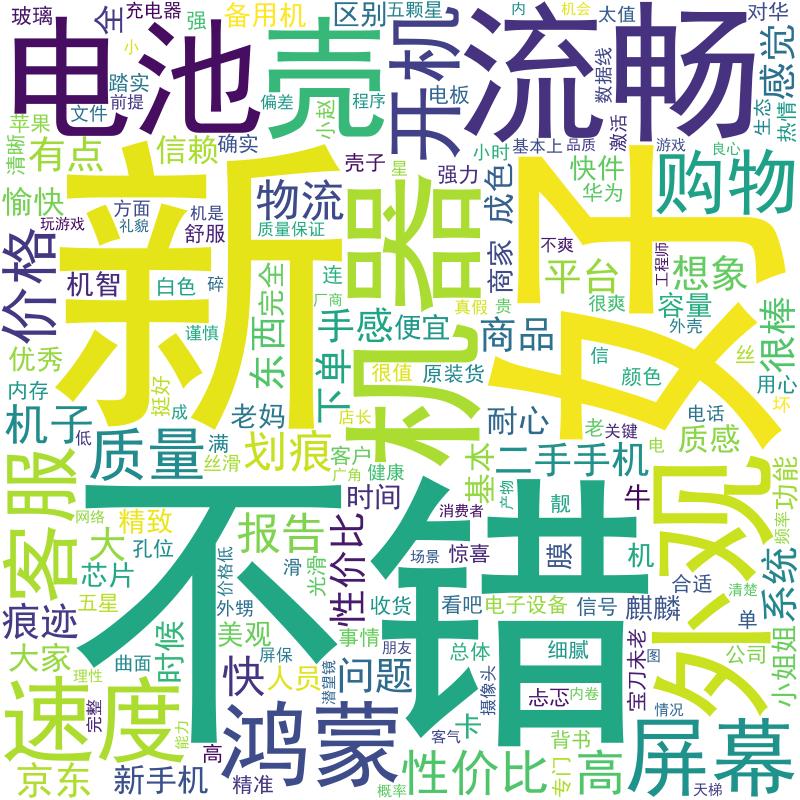 玻璃
充电器
全
强
备用机
区别
五颗星
内
机会
太值
对华
电池
壳
开机
流畅
感觉
小
踏实
前提
文件
偏差
程序
小赵
电板
数据线
激活
生态
热情
苹果
清晰
有点
信赖
确实
壳子
星
小时
基本上
品质
游戏
良心
愉快
方面
机是
玩游戏
礼貌
舒服
物流
质量保证
强力
成色
快件
华为
购物
新
器
好
女子
价格
机智
白色
碎
谨慎
东西
完全
连
厂商
商家
不爽
平台
工程师
想象
真假
贵
很爽
容量
外壳
很棒
优秀
内存
挺好
成
手感
便宜
下单
很值
原装货
商品
信
颜色
丝
用心
坏
机子
低
老妈
店长
机
耐心
老
关键
电话
电
质感
质量
满
丝滑
划痕
客户
广角
健康
基本
二手手机
产物
客服
不错
外观
功能
频率
网络
精致
大
孔位
芯片
报告
时间
性价比
消费者
靓
牛
滑
光滑
价格低
场景
惊喜
膜
机
系统
痕迹
五星
外甥
收货
看吧
电子设备
信号
麒麟
合适
清楚
单
大家
曲面
时候
美观
屏保
事情
朋友
总体
细腻
宝刀未老
图
公司
小姐姐
理性
快
人员
潜望镜
问题
摄像头
忐忑
内卷
速度
完整
能力
高
鸿蒙
卡
客气
背书
情况
屏幕
京东
新手机
精准
概率
性价比
专门
高
天梯